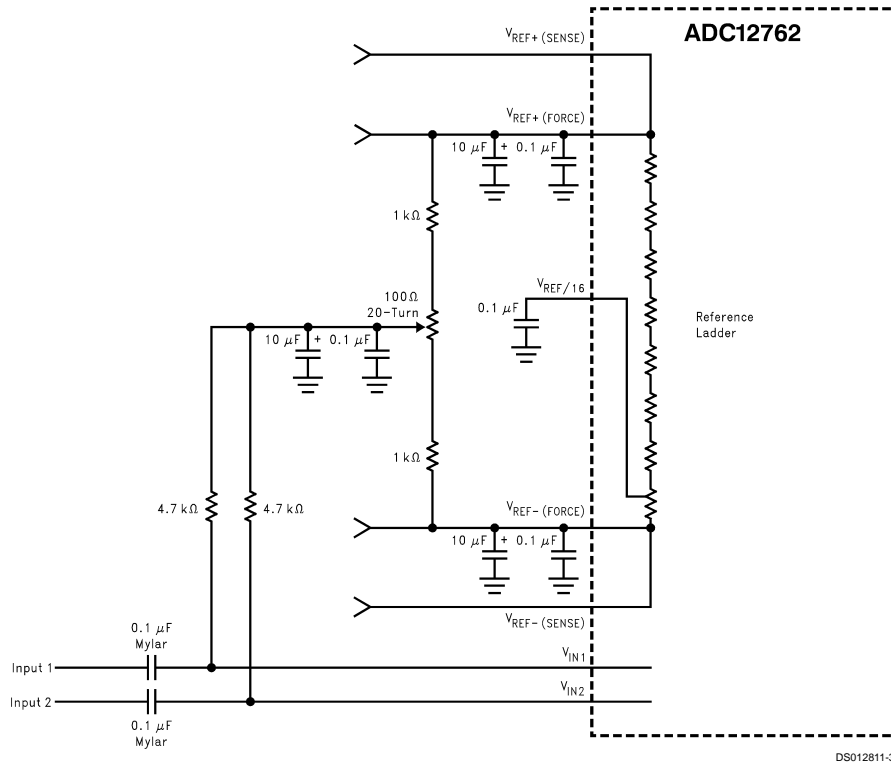 ADC12762
VREF+ (SENSE)
VREF+ (FORCE)
10 μF + 0.1 μF
1 kΩ
VREF/16
0.1 μF
100Ω
20-Turn
10 μF + 0.1 μF
Reference
Ladder
1 kΩ
4.7 kΩ
4.7 kΩ
VREF- (FORCE)
10 μF + 0.1 μF
VREF- (SENSE)
0.1 μF
Mylar
Input 1
VIN1
Input 2
VIN2
0.1 μF
Mylar